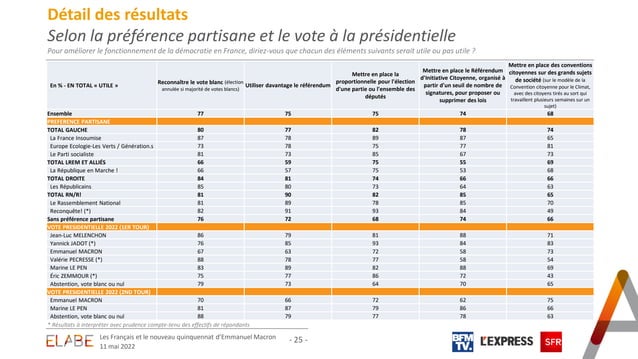 Détail des résultats
Selon la préférence partisane et le vote à la présidentielle
Pour améliorer le fonctionnement de la démocratie en France, diriez-vous que chacun des éléments suivants serait utile ou pas utile ?
En % - EN TOTAL « UTILE »
Reconnaître le vote blanc (élection annulée si majorité de votes blancs)
Utiliser davantage le référendum
Mettre en place la proportionnelle pour l'élection d'une partie ou l'ensemble des députés
Mettre en place le Référendum d'Initiative Citoyenne, organisé à partir d'un seuil de nombre de signatures, pour proposer ou supprimer des lois
Mettre en place des conventions citoyennes sur des grands sujets de société (sur le modèle de la Convention citoyenne pour le Climat, avec des citoyens tirés au sort qui travaillent plusieurs semaines sur un sujet)
Ensemble 77 75 75 74 68
PREFERENCE PARTISANE
TOTAL GAUCHE 80 77 82 78 74
La France Insoumise 87 78 89 87 65
Europe Ecologie-Les Verts / Génération.s 73 78 75 77 81
Le Parti socialiste 81 73 85 67 73
TOTAL LREM ET ALLIÉS 66 59 75 55 69
La République en Marche ! 66 57 75 53 68
TOTAL DROITE 84 81 74 66 66
Les Républicains 85 80 73 64 63
TOTAL RN/R! 81 90 82 85 65
Le Rassemblement National 81 89 78 85 70
Reconquête! (*) 82 91 93 84 49
Sans préférence partisane 76 72 68 74 66
VOTE PRESIDENTIELLE 2022 (1ER TOUR)
Jean-Luc MELENCHON 86 79 81 88 71
Yannick JADOT (*) 76 85 93 84 83
Emmanuel MACRON 67 63 72 58 73
Valérie PECRESSE (*) 88 78 77 58 54
Marine LE PEN 83 89 82 88 69
Éric ZEMMOUR (*) 75 77 86 72 43
Abstention, vote blanc ou nul 79 73 64 70 65
VOTE PRESIDENTIELLE 2022 (2ND TOUR)
Emmanuel MACRON 70 66 72 62 75
Marine LE PEN 81 87 79 86 66
Abstention, vote blanc ou nul 88 79 77 78 63
* Résultats à interpréter avec prudence compte tenu des effectifs de répondants
ELABE
Les Français et le nouveau quinquennat d'Emmanuel Macron
11 mai 2022
- 25 -
BFM TV.
L'EXPRESS
SFR